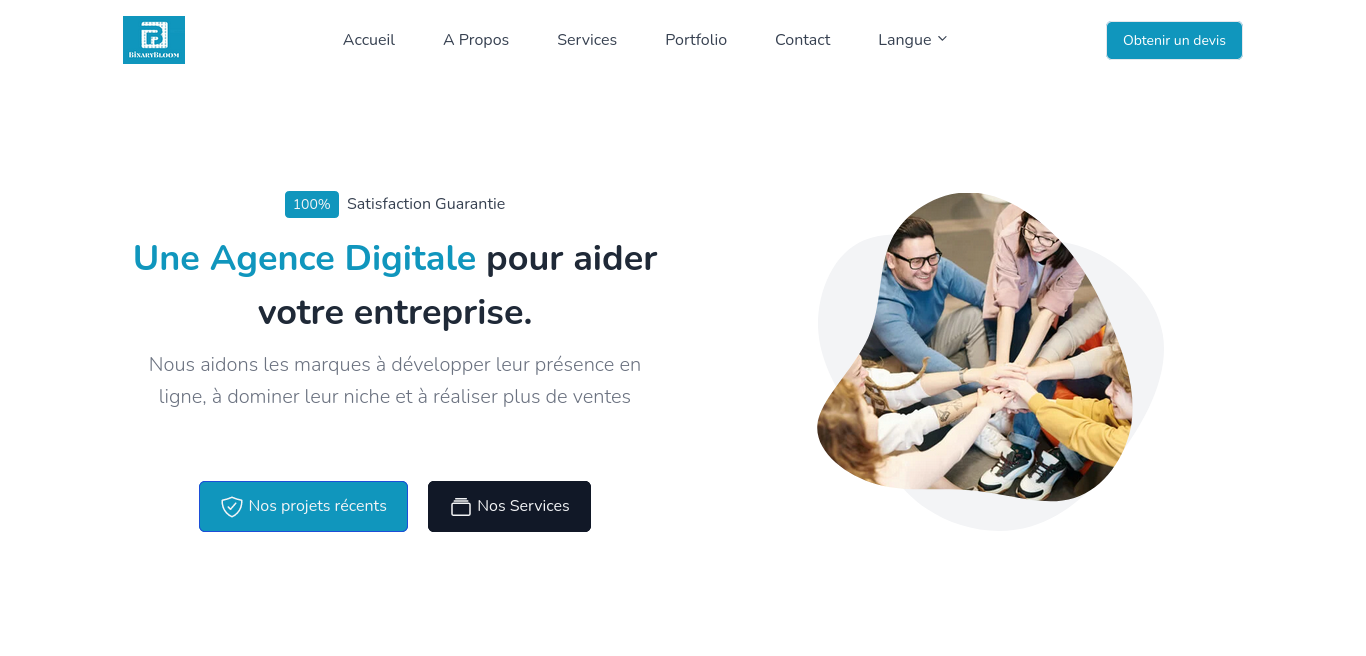 BinaryBloom
Accueil A Propos Services Portfolio Contact Langue
Obtenir un devis
100% Satisfaction Guarantie
Une Agence Digitale pour aider
votre entreprise.
Nous aidons les marques à développer leur présence en
ligne, à dominer leur niche et à réaliser plus de ventes
Nos projets récents
Nos Services